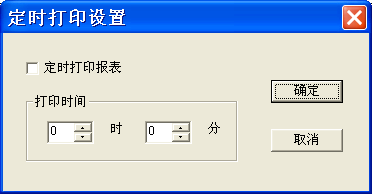 定时打印设置
定时打印报表
打印时间
0 时 0 分
确定
取消